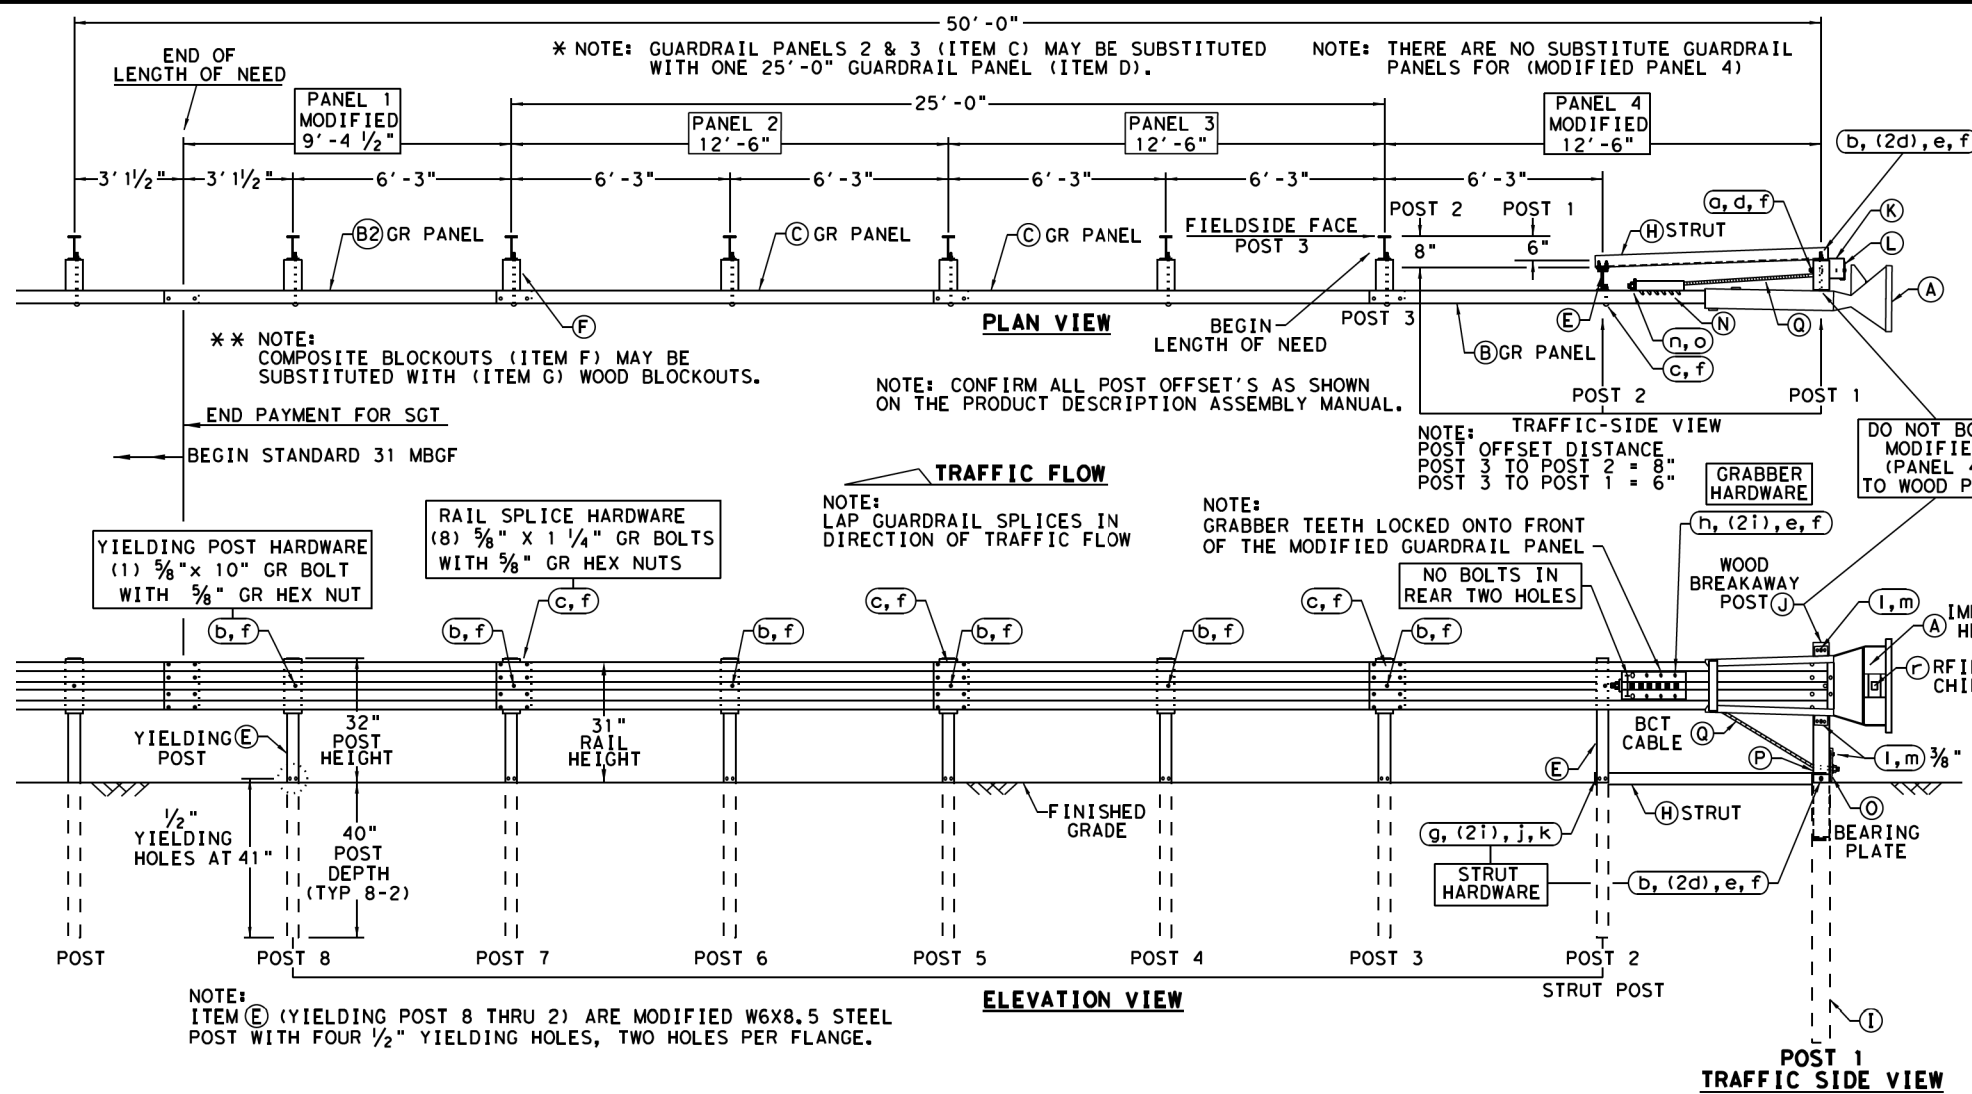 50'-0"
* NOTE: GUARDRAIL PANELS 2 & 3 (ITEM C) MAY BE SUBSTITUTED
WITH ONE 25'-0" GUARDRAIL PANEL (ITEM D).
NOTE: THERE ARE NO SUBSTITUTE GUARDRAIL
PANELS FOR (MODIFIED PANEL 4)
END OF
LENGTH OF NEED
25'-0"
PANEL 1
MODIFIED
9'-4 1/2"
PANEL 2
12'-6"
PANEL 3
12'-6"
PANEL 4
MODIFIED
12'-6"
b, (2d), e, f
3' 1 1/2"
3' 1 1/2"
6'-3"
6'-3"
6'-3"
6'-3"
6'-3"
6'-3"
a, d, f
K
L
A
B2 GR PANEL
C GR PANEL
C GR PANEL
FIELDSIDE FACE
POST 3
POST 2
8"
POST 1
6"
H STRUT
F
PLAN VIEW
BEGIN
LENGTH OF NEED
POST 3
B GR PANEL
E
N
Q
n, o
c, f
POST 2
POST 1
** NOTE:
COMPOSITE BLOCKOUTS (ITEM F) MAY BE
SUBSTITUTED WITH (ITEM G) WOOD BLOCKOUTS.
NOTE: CONFIRM ALL POST OFFSET'S AS SHOWN
ON THE PRODUCT DESCRIPTION ASSEMBLY MANUAL.
END PAYMENT FOR SGT
BEGIN STANDARD 31 MBGF
TRAFFIC-SIDE VIEW
NOTE:
POST OFFSET DISTANCE
POST 3 TO POST 2 = 8"
POST 3 TO POST 1 = 6"
DO NOT BO
MODIFIE
(PANEL 4
TO WOOD P
TRAFFIC FLOW
NOTE:
LAP GUARDRAIL SPLICES IN
DIRECTION OF TRAFFIC FLOW
NOTE:
GRABBER TEETH LOCKED ONTO FRONT
OF THE MODIFIED GUARDRAIL PANEL
GRABBER
HARDWARE
h, (2i), e, f
YIELDING POST HARDWARE
(1) 5/8"x 10" GR BOLT
WITH 5/8" GR HEX NUT
RAIL SPLICE HARDWARE
(8) 5/8" X 1 1/4" GR BOLTS
WITH 5/8" GR HEX NUTS
NO BOLTS IN
REAR TWO HOLES
WOOD
BREAKAWAY
POST J
l, m
A IM
H
r RFI
CHI
c, f
c, f
c, f
b, f
b, f
b, f
b, f
b, f
b, f
YIELDING E
POST
32"
POST
HEIGHT
31"
RAIL
HEIGHT
BCT
CABLE Q
E
P
l, m 3/8"
1/2"
YIELDING
HOLES AT 41"
40"
POST
DEPTH
(TYP 8-2)
FINISHED
GRADE
g, (2i), j, k
H STRUT
O
BEARING
PLATE
STRUT
HARDWARE
b, (2d), e, f
POST
POST 8
POST 7
POST 6
POST 5
POST 4
POST 3
POST 2
STRUT POST
ELEVATION VIEW
NOTE:
ITEM E (YIELDING POST 8 THRU 2) ARE MODIFIED W6X8.5 STEEL
POST WITH FOUR 1/2" YIELDING HOLES, TWO HOLES PER FLANGE.
I
POST 1
TRAFFIC SIDE VIEW